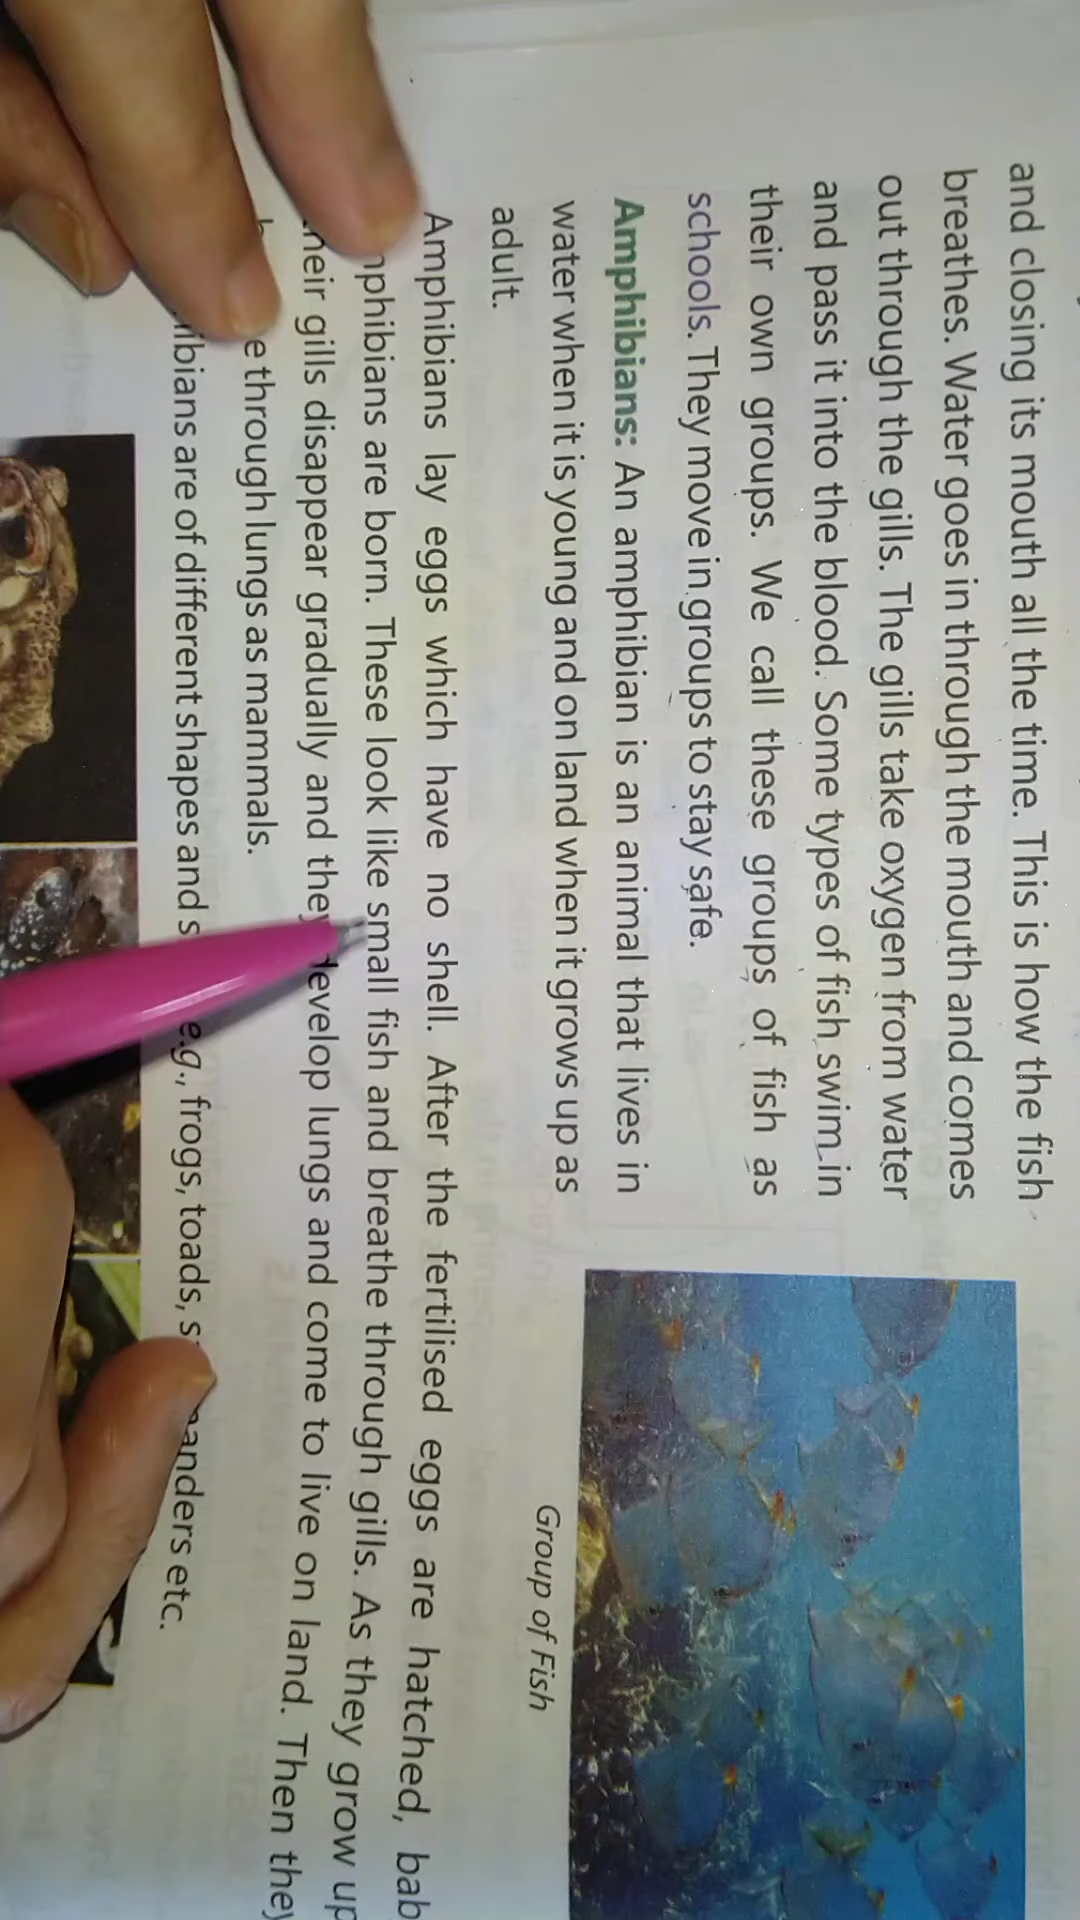 and closing its mouth all the time. This is how the fish
breathes. Water goes in through the mouth and comes
out through the gills. The gills take oxygen from water
and pass it into the blood. Some types of fish swim in
their own groups. We call these groups of fish as
schools. They move in groups to stay safe.
Amphibians: An amphibian is an animal that lives in
water when it is young and on land when it grows up as
adult.
Group of Fish
Amphibians lay eggs which have no shell. After the fertilised eggs are hatched, bab
mphibians are born. These look like small fish and breathe through gills. As they grow up
their gills disappear gradually and they develop lungs and come to live on land. Then they
e through lungs as mammals.
ibians are of different shapes and s e.g., frogs, toads, s anders etc.